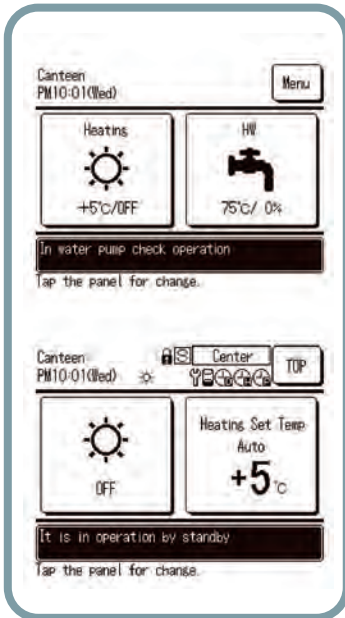 Canteen
PM10:01(Wed)
Menu
Heating
HW
+5℃/OFF
75℃/ 0%
In water pump check operation
Tap the panel for change.
Canteen
S Center
PM10:01(Wed)
TOP
OFF
Heating Set Temp
Auto
+5℃
It is in operation by standby
Tap the panel for change.